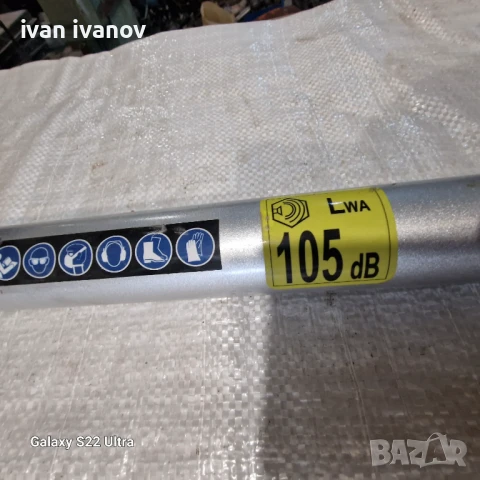 ivan ivanov
LWA
105 dB
Galaxy S22 Ultra
BAZAR